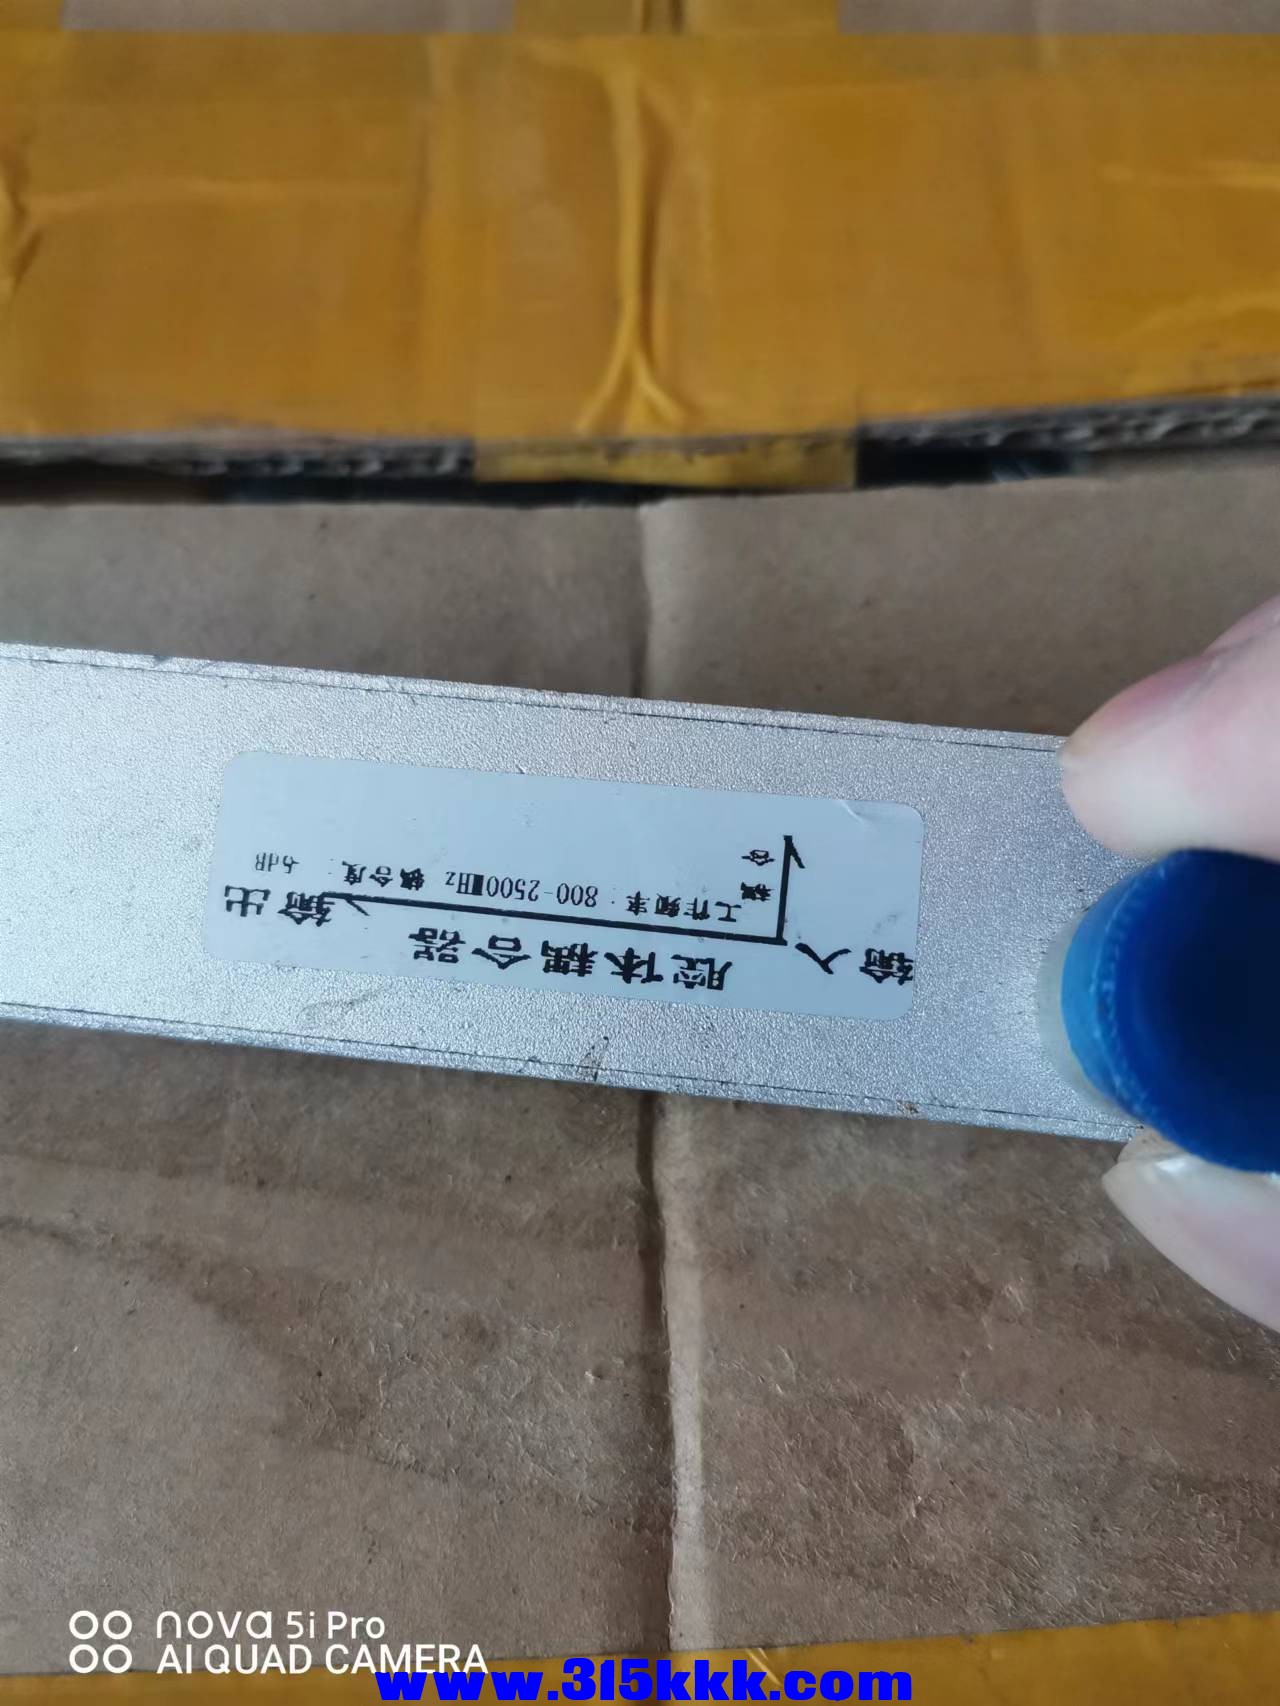 腔体耦合器
输入
输出
工作频率：800-2500MHz 耦合度：5dB
耦合
nova 5i Pro
AI QUAD CAMERA
www.315kkk.com